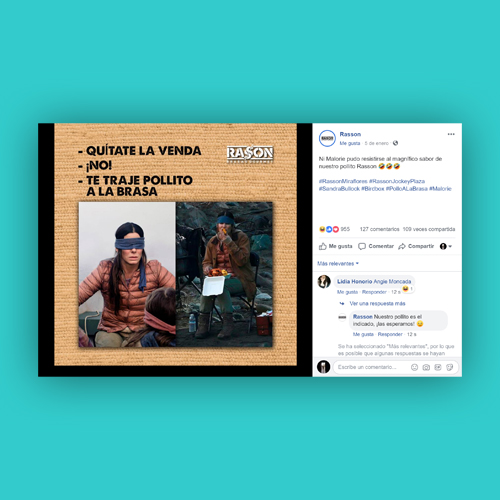 - QUÍTATE LA VENDA
- ¡NO!
- TE TRAJE POLLITO
A LA BRASA
RASSON
Rasson
Me gusta · 5 de enero ·
Ni Malorie pudo resistirse al magnífico sabor de
nuestro pollito Rasson
#RassonMiraflores #RassonJockeyPlaza
#SandraBullock #Birdbox #PolloALaBrasa #Malorie
955
127 comentarios 109 veces compartida
Me gusta Comentar Compartir
Más relevantes
Lidia Honorio Angie Moncada
Me gusta · Responder · 12 s
1
Ver una respuesta más
Rasson Nuestro pollito es el
indicado, ¡las esperamos!
Me gusta · Responder · 12 s
Se ha seleccionado "Más relevantes", por lo que
es posible que algunas respuestas se hayan
Escribe un comentario...